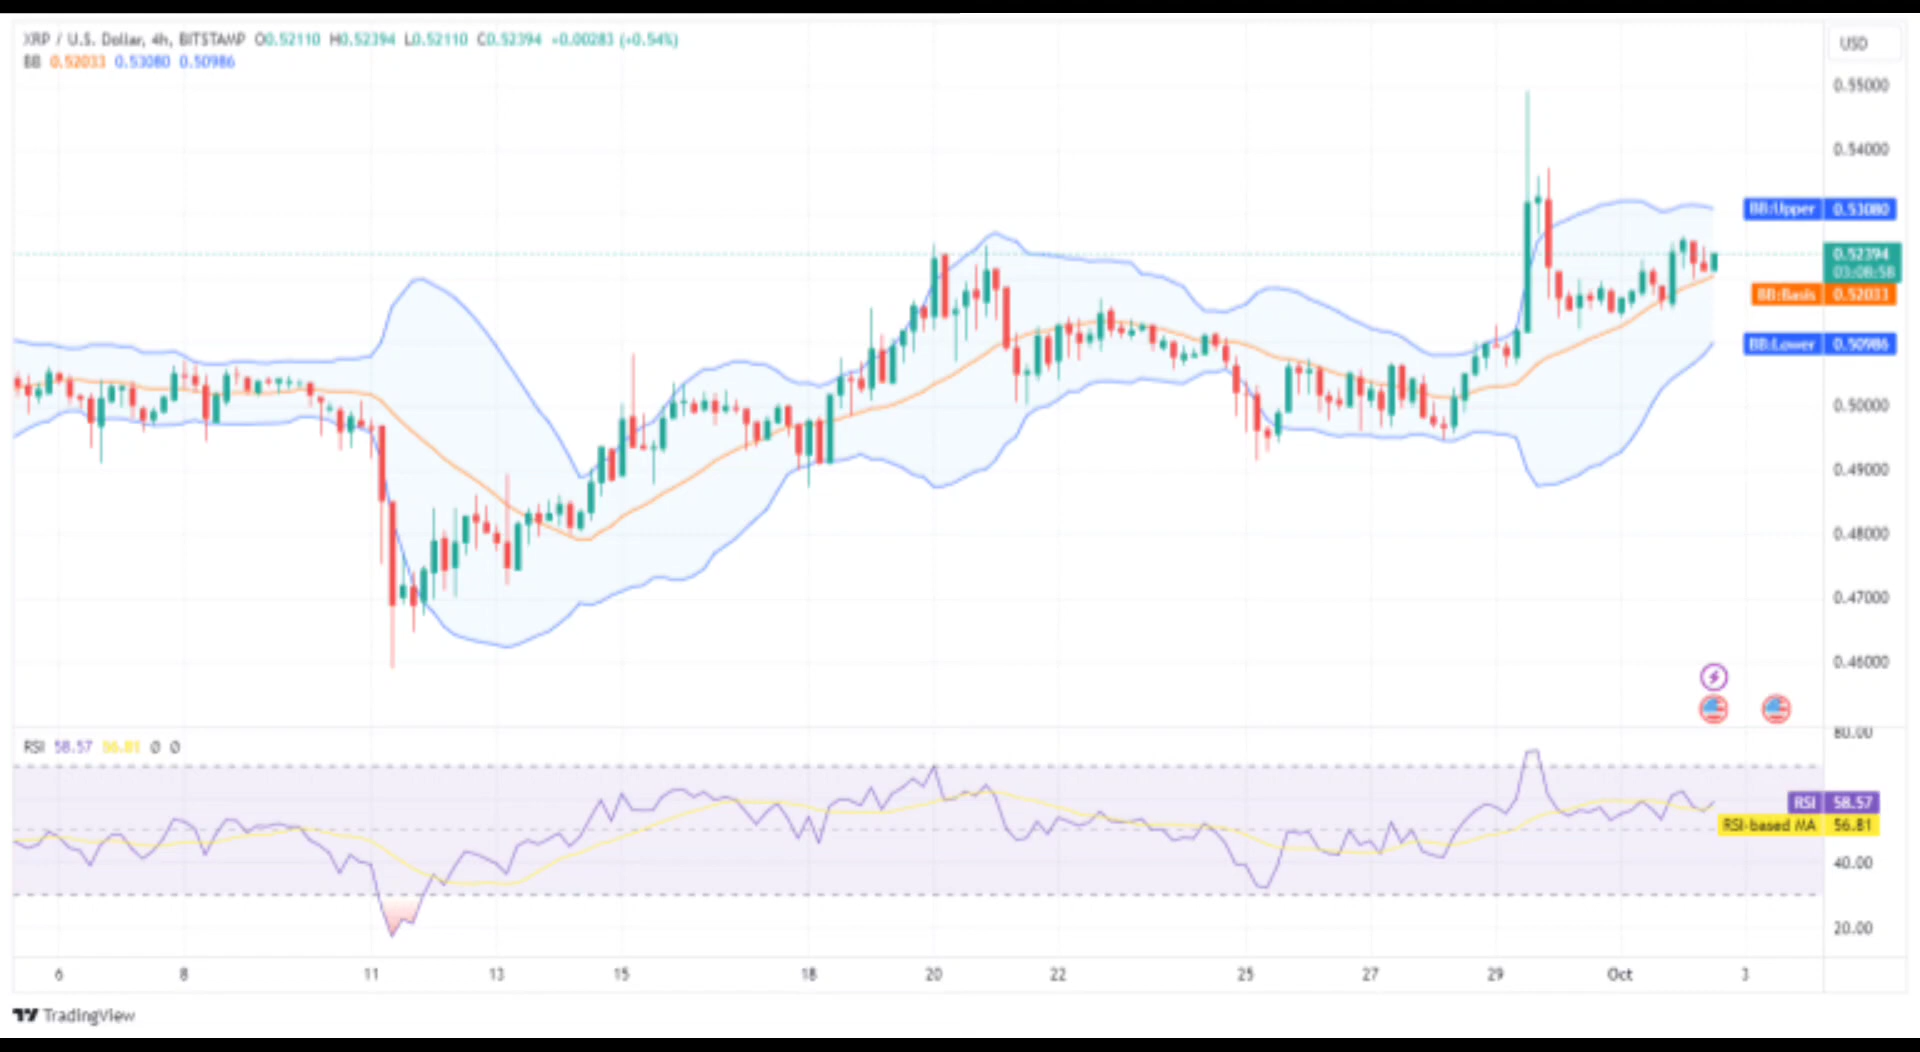 XRP / U.S. Dollar, 4h, BITSTAMP O0.52110 H0.52394 L0.52110 C0.52394 +0.00283 (+0.54%)
BB 0.52033 0.53080 0.50986
USD
0.55000
0.54000
BB:Upper 0.53080
0.52394
03:08:58
BB:Basis 0.52033
BB:Lower 0.50986
0.50000
0.49000
0.48000
0.47000
0.46000
RSI 58.57 56.81 Ø Ø
80.00
RSI 58.57
RSI-based MA 56.81
40.00
20.00
6 8 11 13 15 18 20 22 25 27 29 Oct 3
TradingView